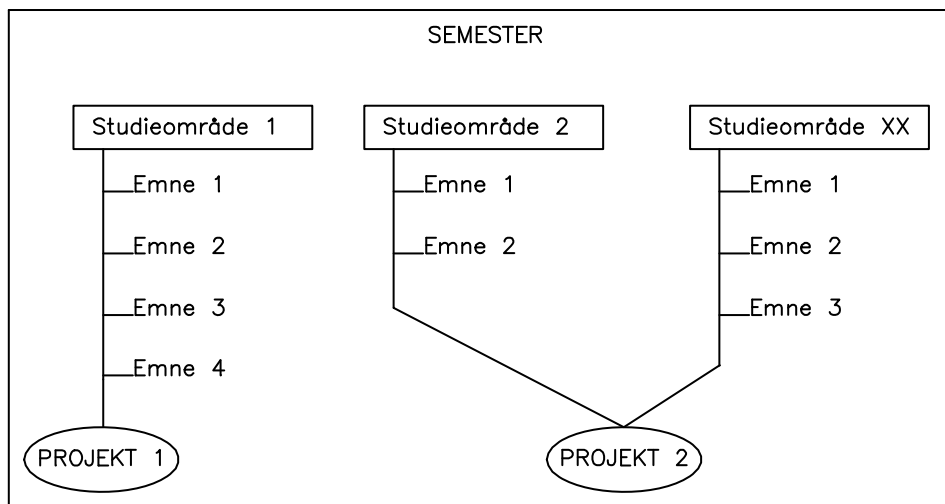 SEMESTER
Studieområde 1
Emne 1
Emne 2
Emne 3
Emne 4
PROJEKT 1
Studieområde 2
Emne 1
Emne 2
Studieområde XX
Emne 1
Emne 2
Emne 3
PROJEKT 2